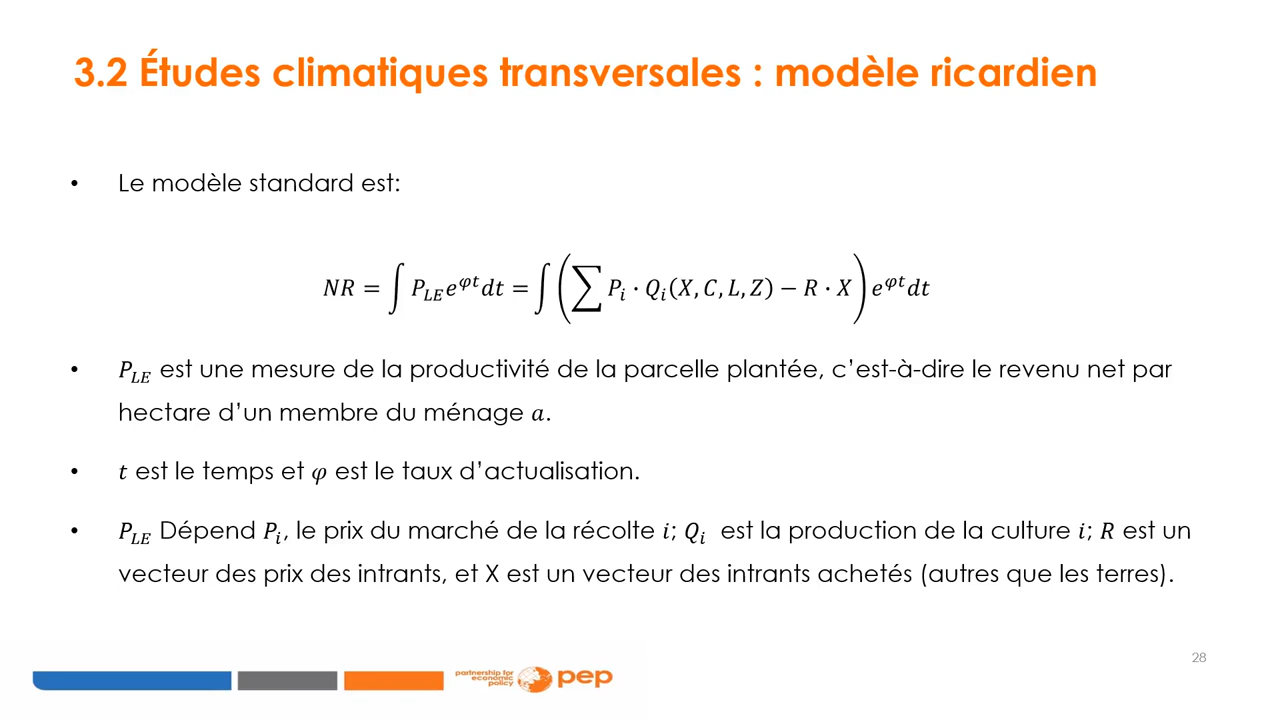 3.2 Études climatiques transversales : modèle ricardien
• Le modèle standard est:
NR = ∫ P_{LE} e^{φt} dt = ∫ ( ∑ P_i · Q_i (X, C, L, Z) − R · X ) e^{φt} dt
• P_{LE} est une mesure de la productivité de la parcelle plantée, c’est-à-dire le revenu net par
hectare d’un membre du ménage a.
• t est le temps et φ est le taux d’actualisation.
• P_{LE} Dépend P_i, le prix du marché de la récolte i; Q_i est la production de la culture i; R est un
vecteur des prix des intrants, et X est un vecteur des intrants achetés (autres que les terres).
28
partnership for
economic
policy
pep